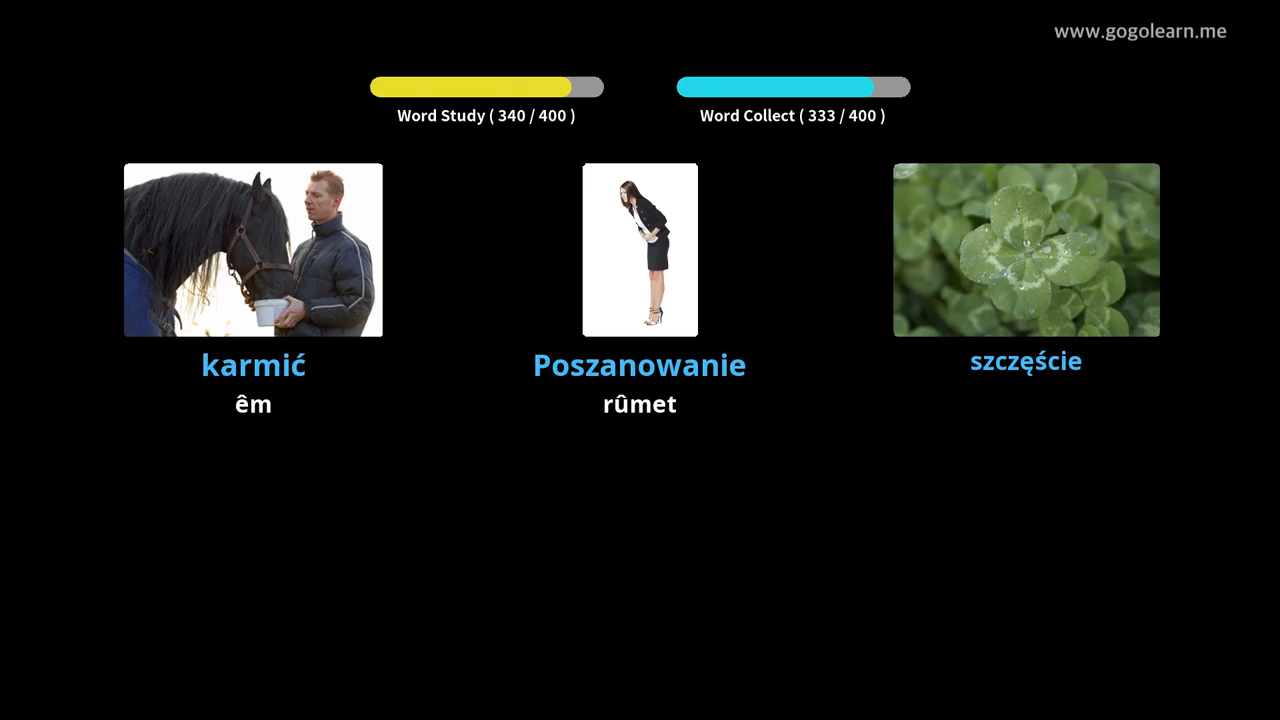 www.gogolearn.me
Word Study ( 340 / 400 )
Word Collect ( 333 / 400 )
karmić
êm
Poszanowanie
rûmet
szczęście